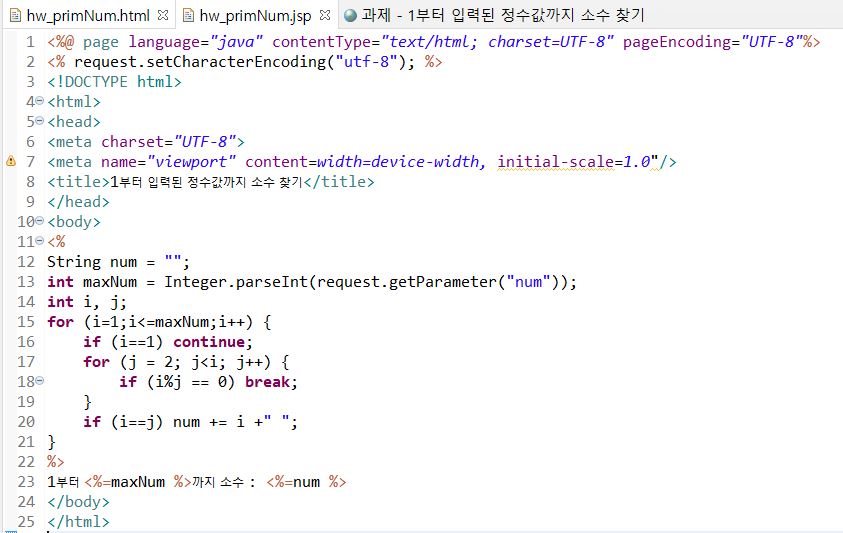 hw_primNum.html hw_primNum.jsp 과제 - 1부터 입력된 정수값까지 소수 찾기
1 <%@ page language="java" contentType="text/html; charset=UTF-8" pageEncoding="UTF-8"%>
2 <% request.setCharacterEncoding("utf-8"); %>
3 <!DOCTYPE html>
4 <html>
5 <head>
6 <meta charset="UTF-8">
7 <meta name="viewport" content=width=device-width, initial-scale=1.0"/>
8 <title>1부터 입력된 정수값까지 소수 찾기</title>
9 </head>
10 <body>
11 <%
12 String num = "";
13 int maxNum = Integer.parseInt(request.getParameter("num"));
14 int i, j;
15 for (i=1;i<=maxNum;i++) {
16     if (i==1) continue;
17     for (j = 2; j<i; j++) {
18         if (i%j == 0) break;
19     }
20     if (i==j) num += i +" ";
21 }
22 %>
23 1부터 <%=maxNum %>까지 소수 : <%=num %>
24 </body>
25 </html>